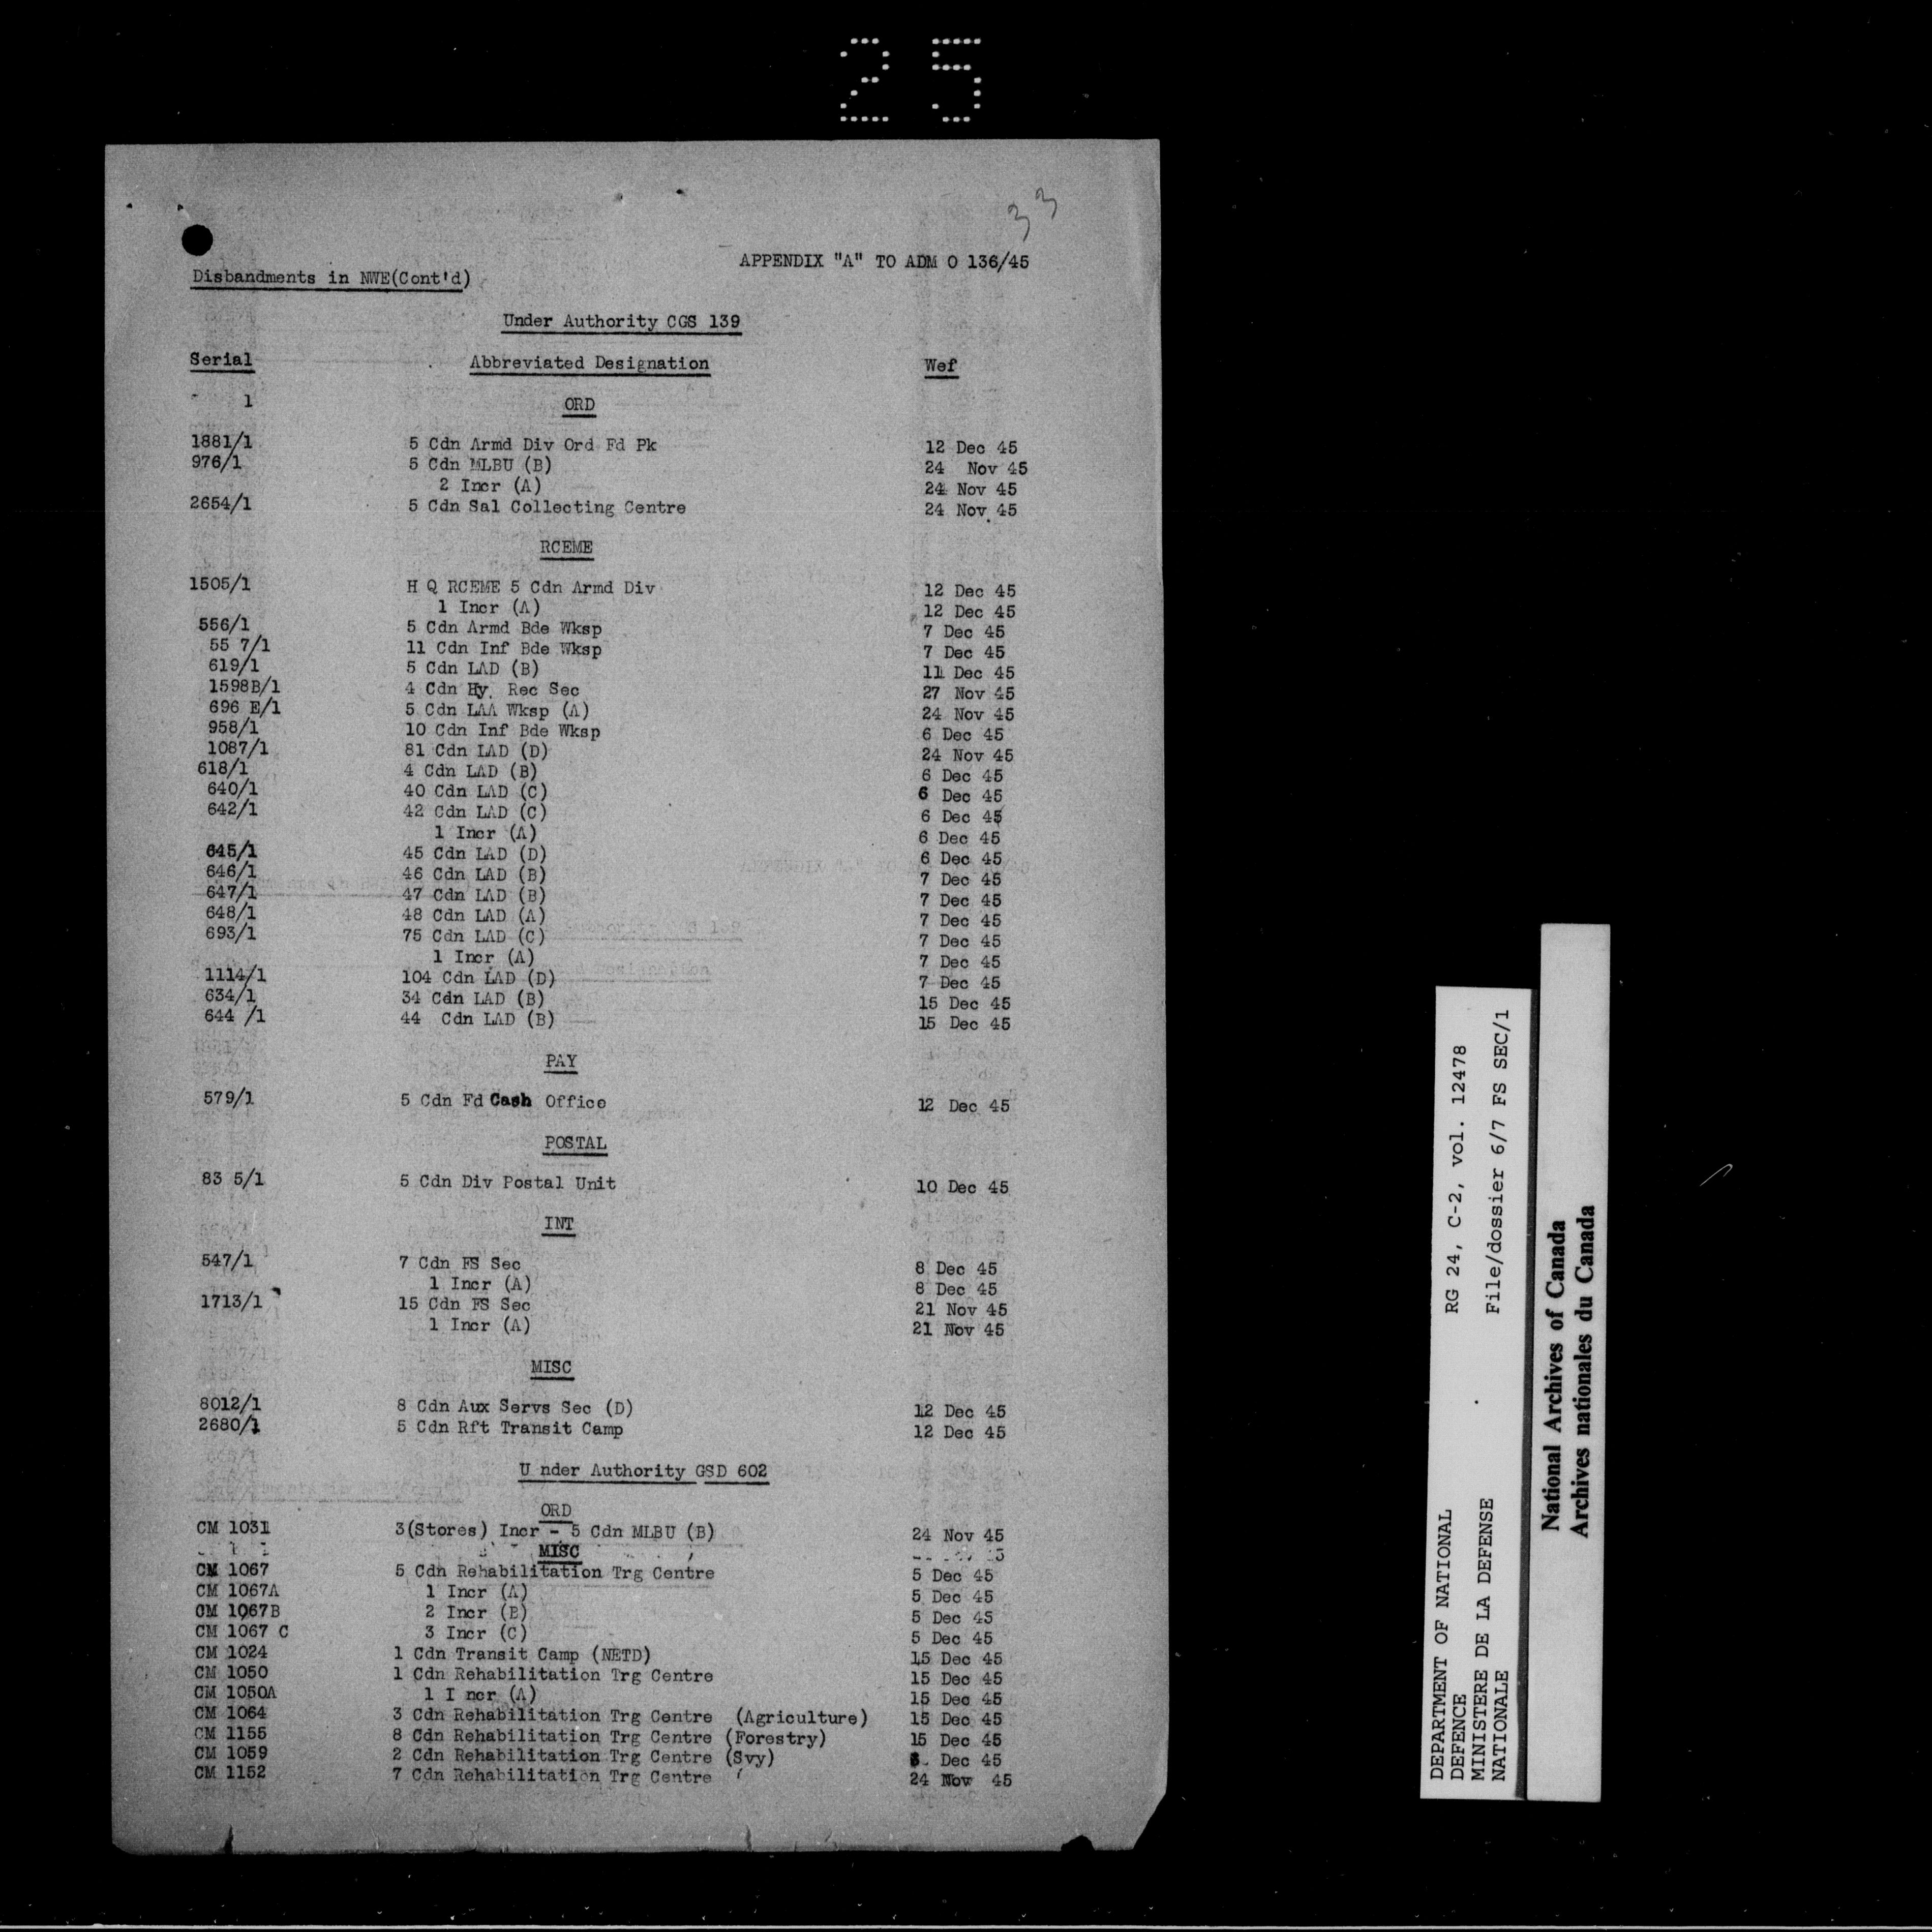 25
33
APPENDIX "A" TO ADM O 136/45
Disbandments in NWE(Cont'd)
Under Authority CGS 139
Serial Abbreviated Designation Wef
1 ORD
1881/1 5 Cdn Armd Div Ord Fd Pk 12 Dec 45
976/1 5 Cdn MLBU (B) 24 Nov 45
2 Incr (A) 24 Nov 45
2654/1 5 Cdn Sal Collecting Centre 24 Nov 45
RCEME
1505/1 H Q RCEME 5 Cdn Armd Div 12 Dec 45
1 Incr (A) 12 Dec 45
556/1 5 Cdn Armd Bde Wksp 7 Dec 45
55 7/1 11 Cdn Inf Bde Wksp 7 Dec 45
619/1 5 Cdn LAD (B) 11 Dec 45
1598B/1 4 Cdn Hy. Rec Sec 27 Nov 45
696 E/1 5 Cdn LAA Wksp (A) 24 Nov 45
958/1 10 Cdn Inf Bde Wksp 6 Dec 45
1087/1 81 Cdn LAD (D) 24 Nov 45
618/1 4 Cdn LAD (B) 6 Dec 45
640/1 40 Cdn LAD (C) 6 Dec 45
642/1 42 Cdn LAD (C) 6 Dec 45
1 Incr (A) 6 Dec 45
645/1 45 Cdn LAD (D) 6 Dec 45
646/1 46 Cdn LAD (B) 7 Dec 45
647/1 47 Cdn LAD (B) 7 Dec 45
648/1 48 Cdn LAD (A) 7 Dec 45
693/1 75 Cdn LAD (C) 7 Dec 45
1 Incr (A) 7 Dec 45
1114/1 104 Cdn LAD (D) 7 Dec 45
634/1 34 Cdn LAD (B) 15 Dec 45
644 /1 44 Cdn LAD (B) 15 Dec 45
PAY
579/1 5 Cdn Fd Cash Office 12 Dec 45
POSTAL
83 5/1 5 Cdn Div Postal Unit 10 Dec 45
INT
547/1 7 Cdn FS Sec 8 Dec 45
1 Incr (A) 8 Dec 45
1713/1 15 Cdn FS Sec 21 Nov 45
1 Incr (A) 21 Nov 45
MISC
8012/1 8 Cdn Aux Servs Sec (D) 12 Dec 45
2680/1 5 Cdn Rft Transit Camp 12 Dec 45
U nder Authority GSD 602
ORD
CM 1031 3(Stores) Incr - 5 Cdn MLBU (B) 24 Nov 45
MISC
CM 1067 5 Cdn Rehabilitation Trg Centre 5 Dec 45
CM 1067A 1 Incr (A) 5 Dec 45
CM 1067B 2 Incr (B) 5 Dec 45
CM 1067 C 3 Incr (C) 5 Dec 45
CM 1024 1 Cdn Transit Camp (NETD) 15 Dec 45
CM 1050 1 Cdn Rehabilitation Trg Centre 15 Dec 45
CM 1050A 1 I ncr (A) 15 Dec 45
CM 1064 3 Cdn Rehabilitation Trg Centre (Agriculture) 15 Dec 45
CM 1155 8 Cdn Rehabilitation Trg Centre (Forestry) 15 Dec 45
CM 1059 2 Cdn Rehabilitation Trg Centre (Svy) Dec 45
CM 1152 7 Cdn Rehabilitation Trg Centre 24 Nov 45
DEPARTMENT OF NATIONAL RG 24, C-2, vol. 12478
DEFENCE
MINISTERE DE LA DEFENSE File/dossier 6/7 FS SEC/1
NATIONALE
National Archives of Canada
Archives nationales du Canada